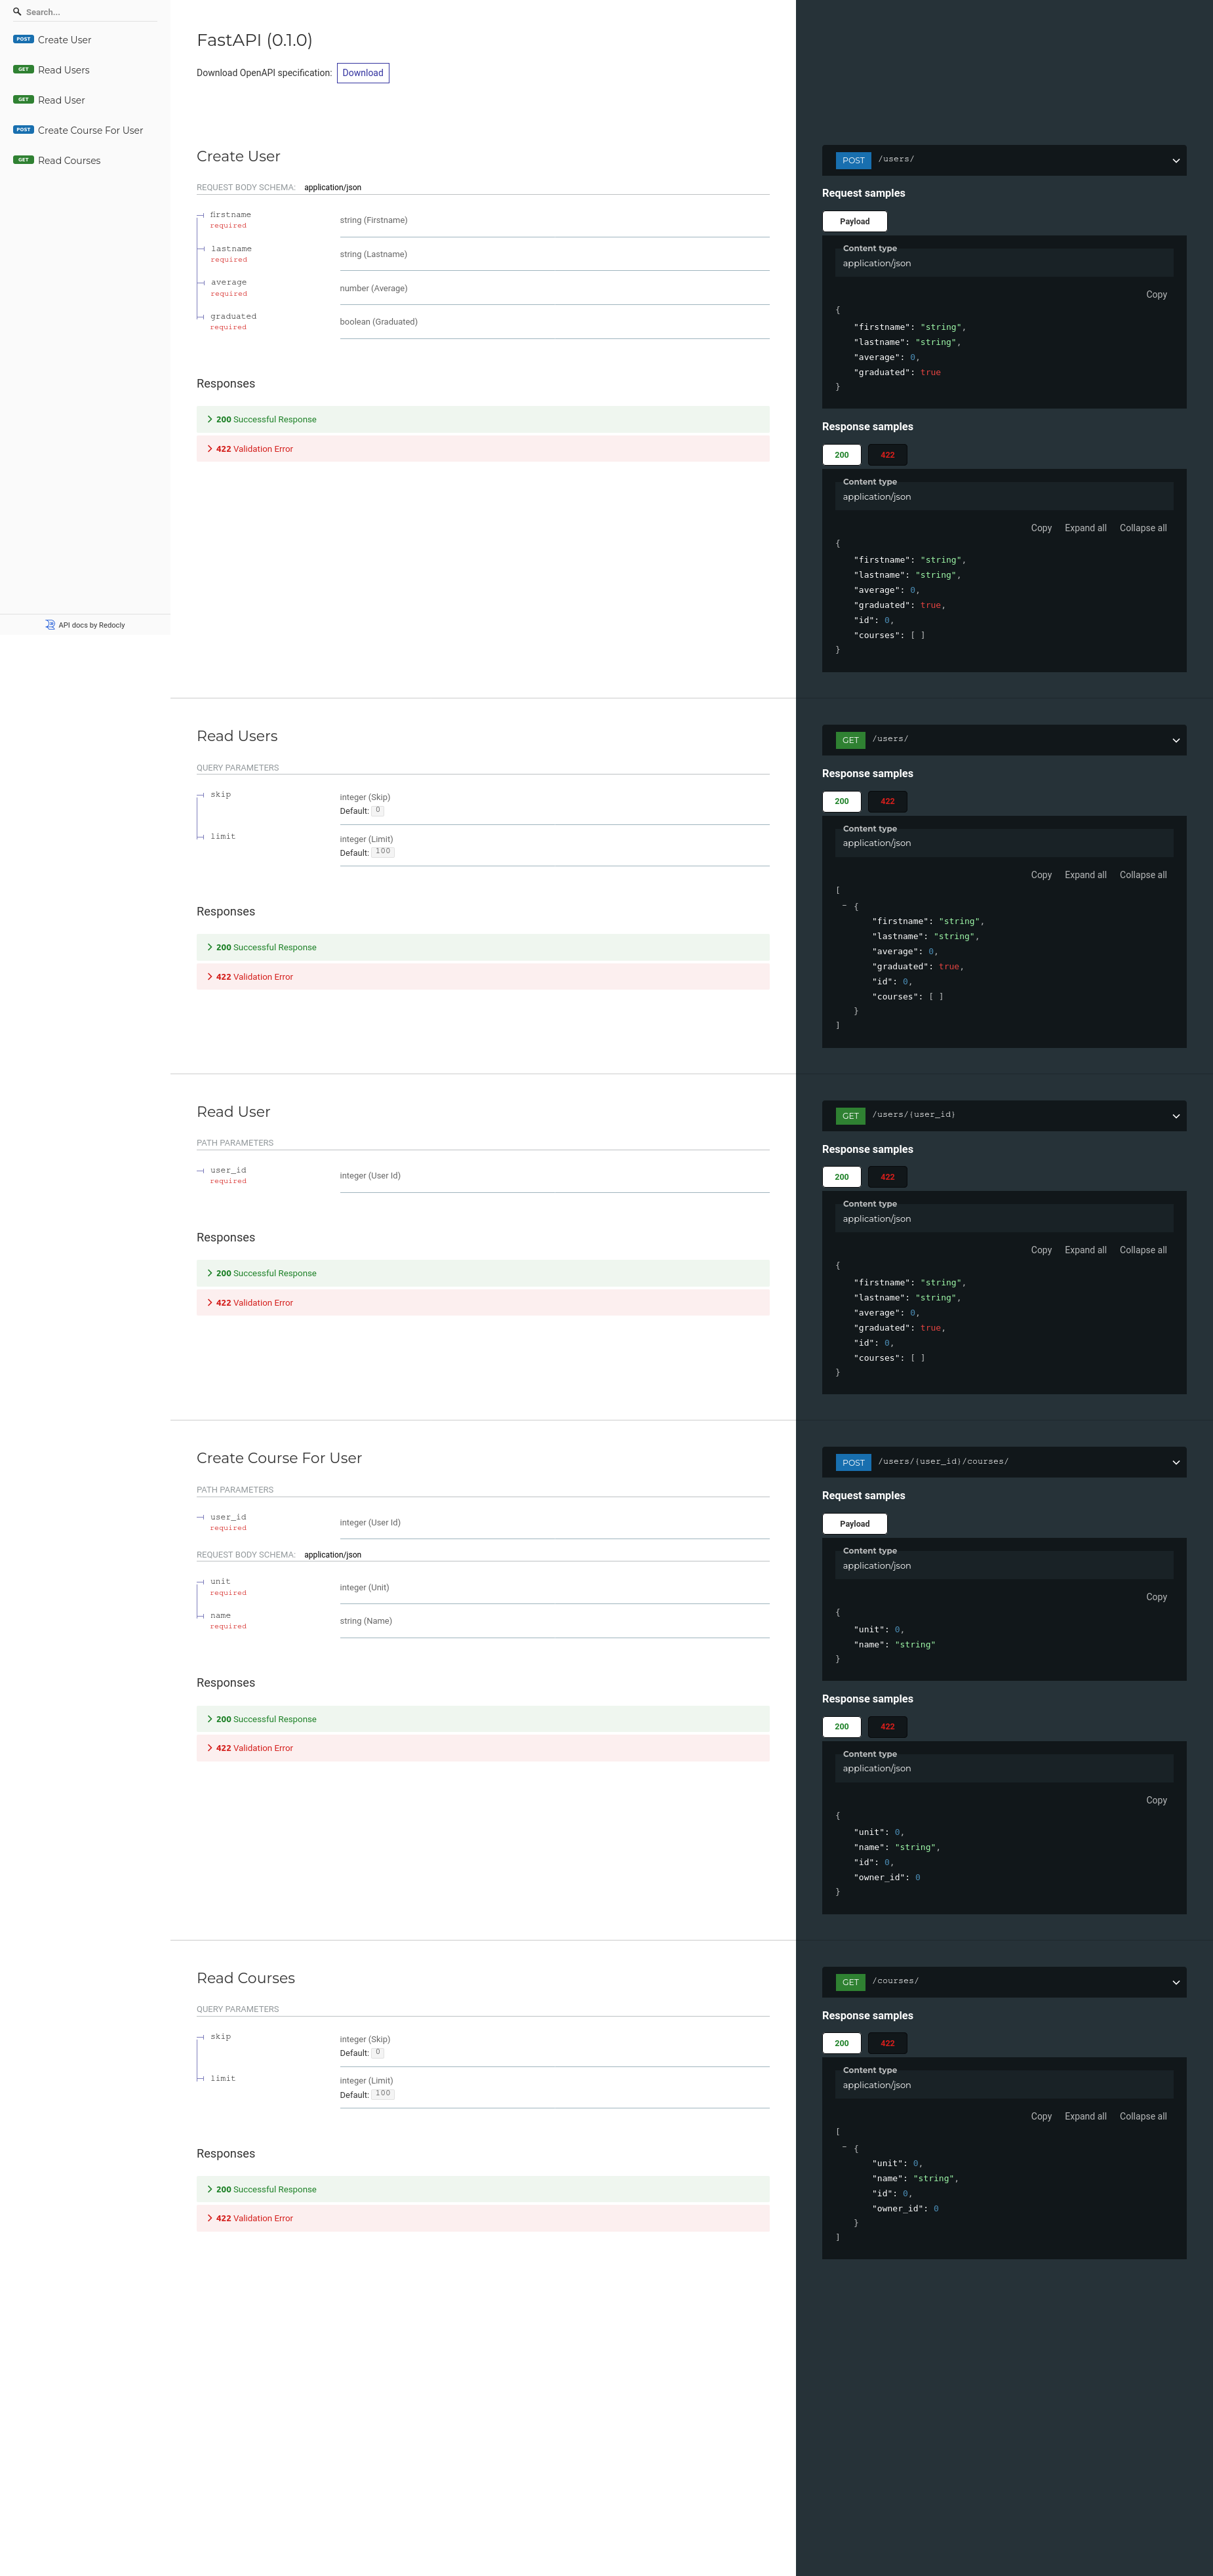 Search...
POST Create User
GET Read Users
GET Read User
POST Create Course For User
GET Read Courses
API docs by Redocly
FastAPI (0.1.0)
Download OpenAPI specification: Download
Create User
REQUEST BODY SCHEMA: application/json
firstname
required
string (Firstname)
lastname
required
string (Lastname)
average
required
number (Average)
graduated
required
boolean (Graduated)
Responses
200 Successful Response
422 Validation Error
POST /users/
Request samples
Payload
Content type
application/json
Copy
{
"firstname": "string",
"lastname": "string",
"average": 0,
"graduated": true
}
Response samples
200 422
Content type
application/json
Copy Expand all Collapse all
{
"firstname": "string",
"lastname": "string",
"average": 0,
"graduated": true,
"id": 0,
"courses": [ ]
}
Read Users
QUERY PARAMETERS
skip
integer (Skip)
Default: 0
limit
integer (Limit)
Default: 100
Responses
200 Successful Response
422 Validation Error
GET /users/
Response samples
200 422
Content type
application/json
Copy Expand all Collapse all
[
- {
"firstname": "string",
"lastname": "string",
"average": 0,
"graduated": true,
"id": 0,
"courses": [ ]
}
]
Read User
PATH PARAMETERS
user_id
required
integer (User Id)
Responses
200 Successful Response
422 Validation Error
GET /users/{user_id}
Response samples
200 422
Content type
application/json
Copy Expand all Collapse all
{
"firstname": "string",
"lastname": "string",
"average": 0,
"graduated": true,
"id": 0,
"courses": [ ]
}
Create Course For User
PATH PARAMETERS
user_id
required
integer (User Id)
REQUEST BODY SCHEMA: application/json
unit
required
integer (Unit)
name
required
string (Name)
Responses
200 Successful Response
422 Validation Error
POST /users/{user_id}/courses/
Request samples
Payload
Content type
application/json
Copy
{
"unit": 0,
"name": "string"
}
Response samples
200 422
Content type
application/json
Copy
{
"unit": 0,
"name": "string",
"id": 0,
"owner_id": 0
}
Read Courses
QUERY PARAMETERS
skip
integer (Skip)
Default: 0
limit
integer (Limit)
Default: 100
Responses
200 Successful Response
422 Validation Error
GET /courses/
Response samples
200 422
Content type
application/json
Copy Expand all Collapse all
[
- {
"unit": 0,
"name": "string",
"id": 0,
"owner_id": 0
}
]